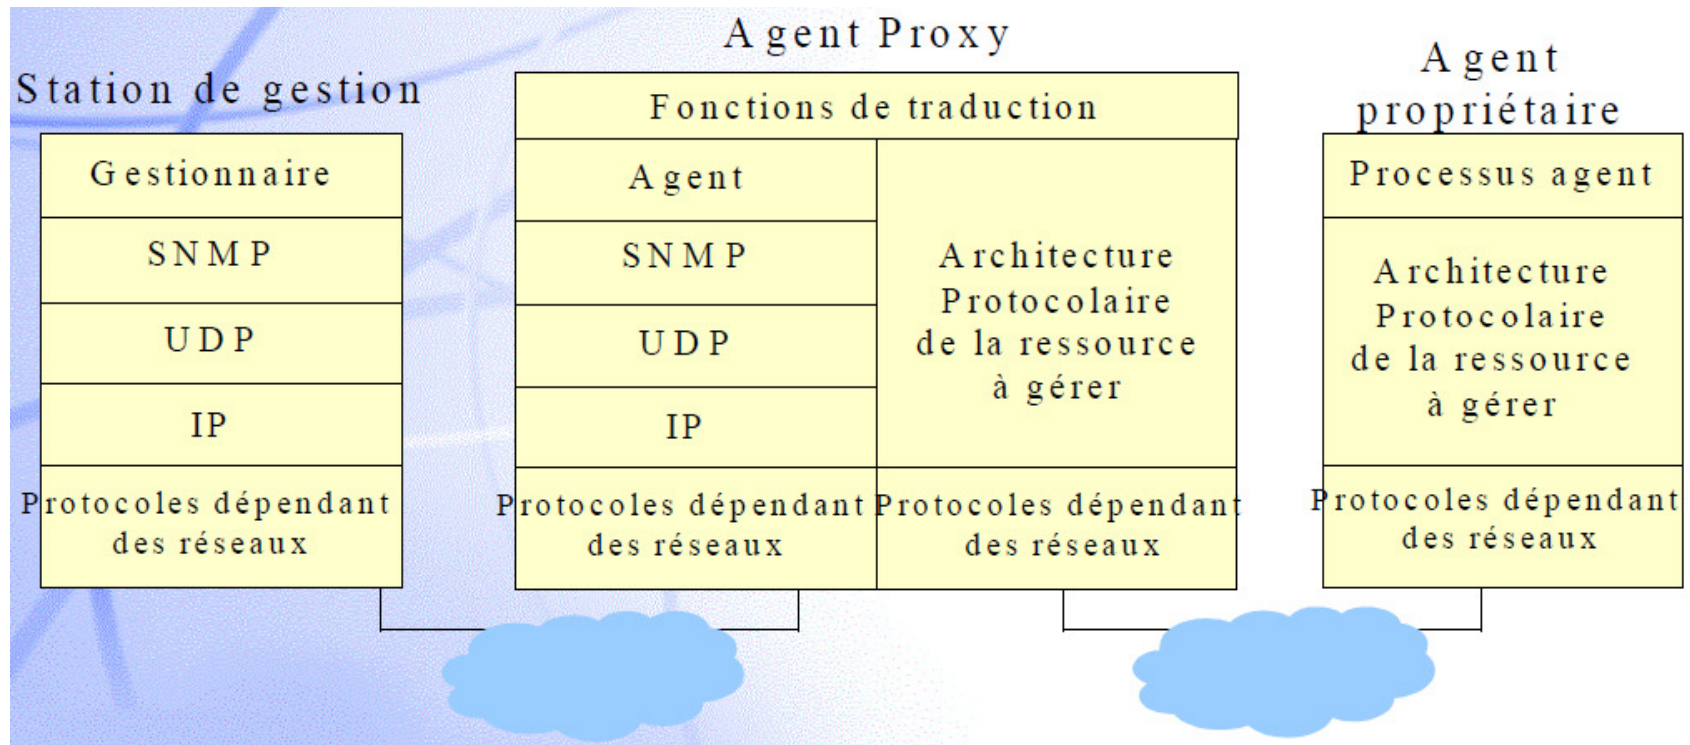 Station de gestion
Gestionnaire
SNMP
UDP
IP
Protocoles dépendant
des réseaux
Agent Proxy
Fonctions de traduction
Agent
SNMP
UDP
IP
Protocoles dépendant
des réseaux
Architecture
Protocolaire
de la ressource
à gérer
Protocoles dépendant
des réseaux
Agent
propriétaire
Processus agent
Architecture
Protocolaire
de la ressource
à gérer
Protocoles dépendant
des réseaux